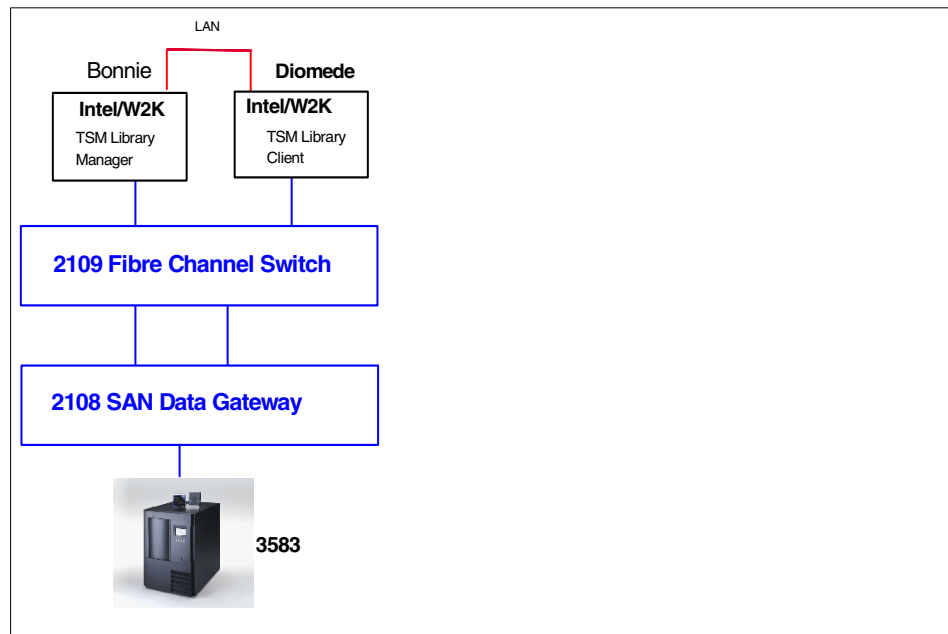 LAN
Bonnie
Diomede
Intel/W2K
TSM Library
Manager
Intel/W2K
TSM Library
Client
2109 Fibre Channel Switch
2108 SAN Data Gateway
3583